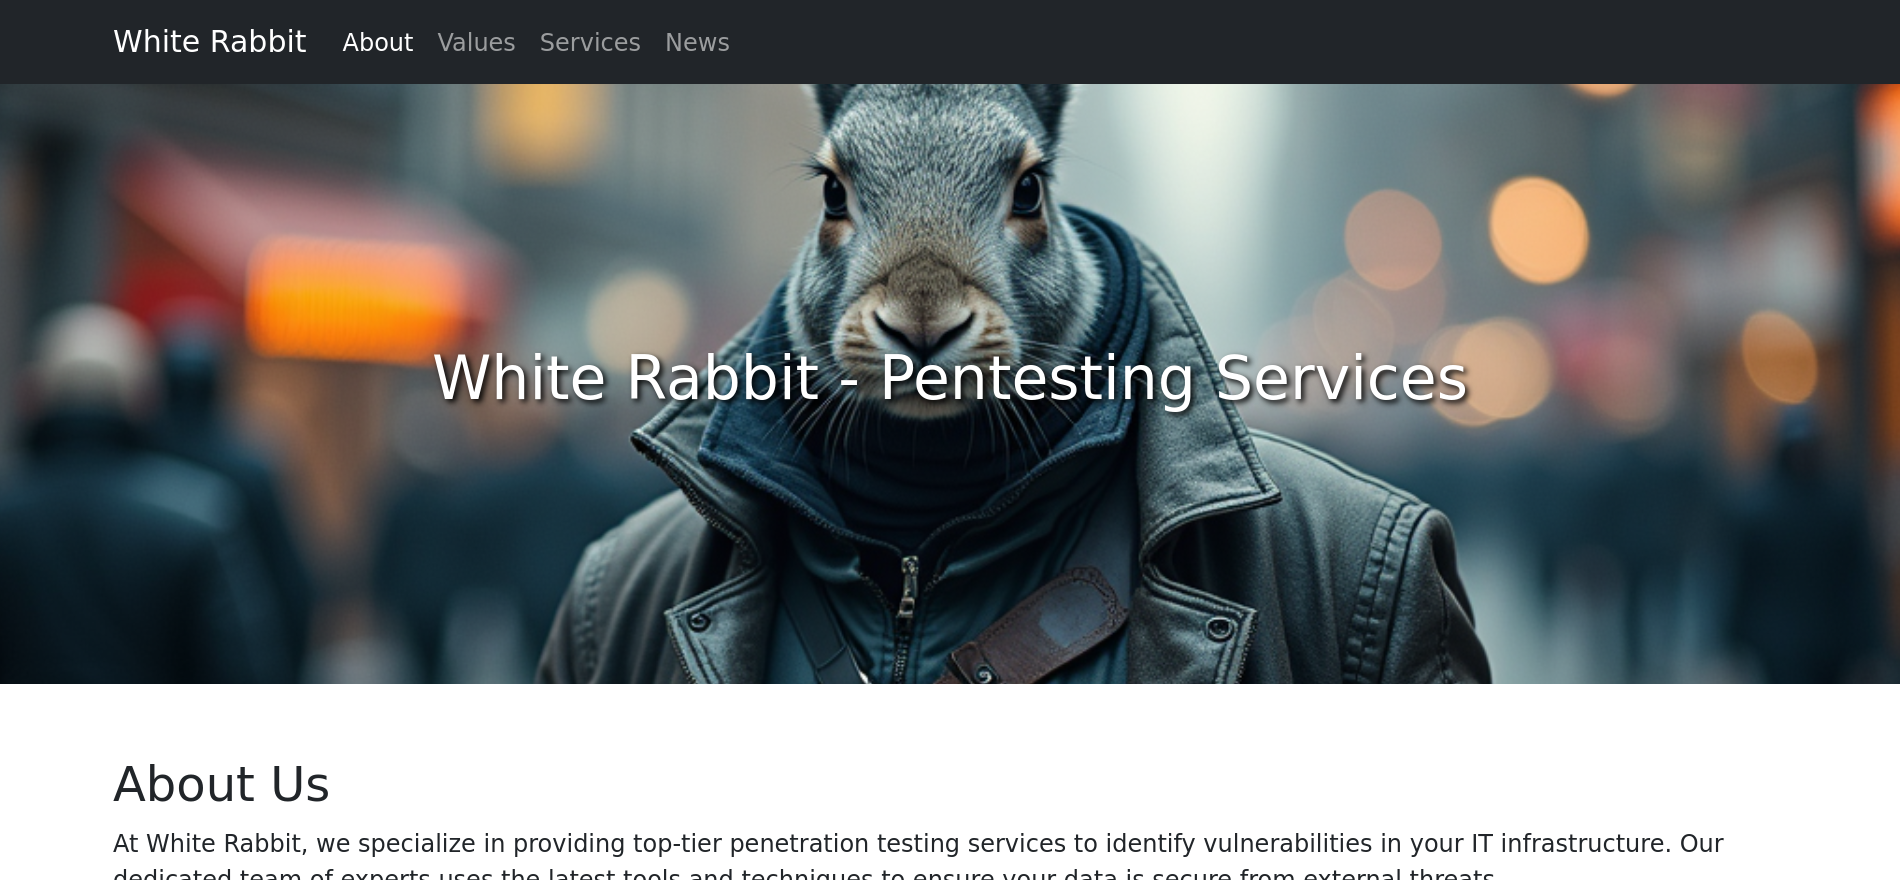 White Rabbit About Values Services News
White Rabbit - Pentesting Services
About Us
At White Rabbit, we specialize in providing top-tier penetration testing services to identify vulnerabilities in your IT infrastructure. Our
dedicated team of experts uses the latest tools and techniques to ensure your data is secure from external threats.